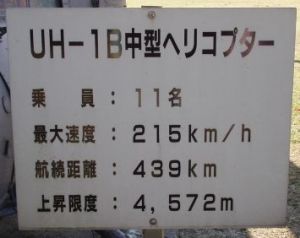 UH-1B中型ヘリコプター
乗員：11名
最大速度：215km/h
航続距離：439km
上昇限度：4,572m